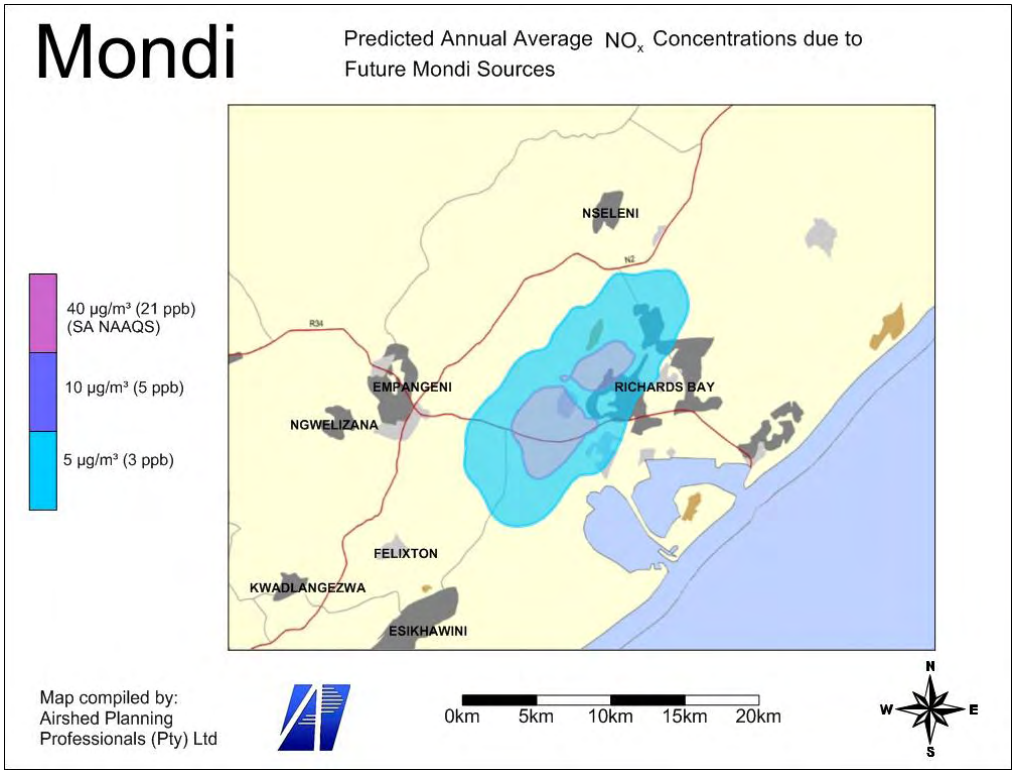 Mondi
Predicted Annual Average NOx Concentrations due to
Future Mondi Sources
NSELENI
N2
40 µg/m³ (21 ppb)
(SA NAAQS)
R34
10 µg/m³ (5 ppb)
EMPANGENI
RICHARDS BAY
NGWELIZANA
5 µg/m³ (3 ppb)
FELIXTON
KWADLANGEZWA
ESIKHAWINI
Map compiled by:
Airshed Planning
Professionals (Pty) Ltd
0km 5km 10km 15km 20km
N
W E
S